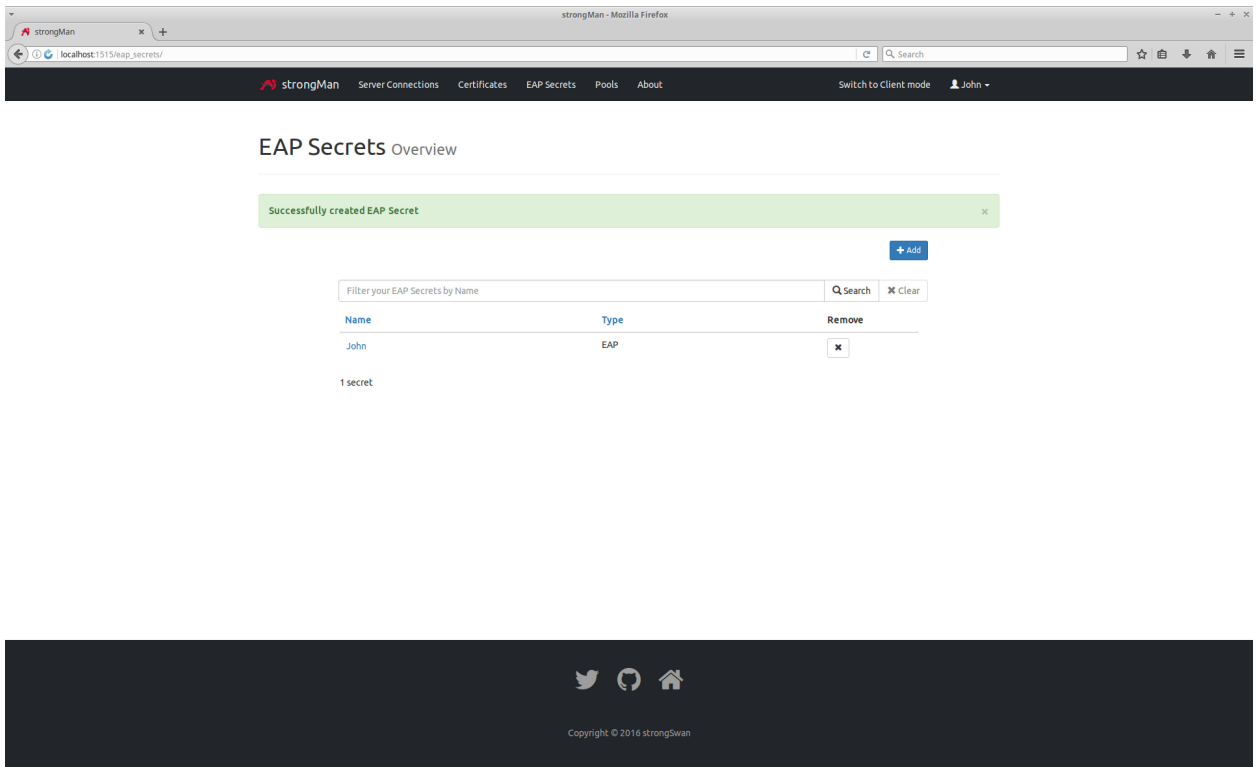 strongMan - Mozilla Firefox
strongMan
localhost:1515/eap_secrets/
Search
strongMan Server Connections Certificates EAP Secrets Pools About Switch to Client mode John
EAP Secrets Overview
Successfully created EAP Secret
Add
Filter your EAP Secrets by Name Search Clear
Name Type Remove
John EAP
1 secret
Copyright © 2016 strongSwan